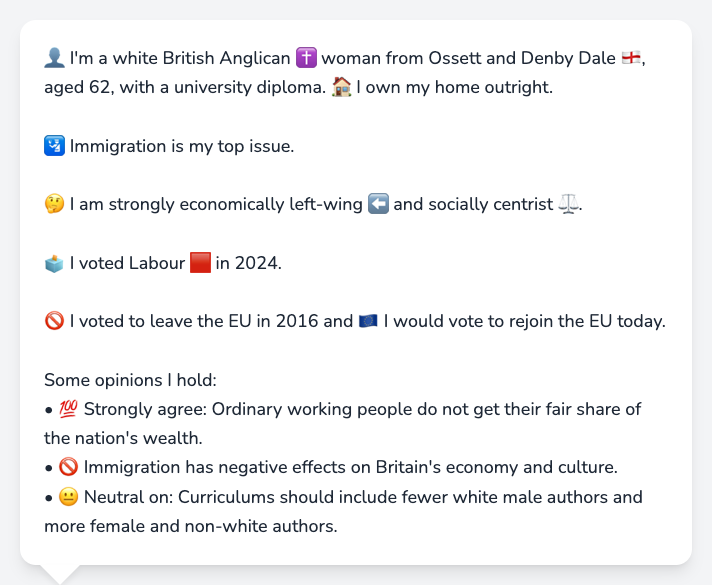 👤 I'm a white British Anglican ✝️ woman from Ossett and Denby Dale 🏴󠁧󠁢󠁥󠁮󠁧󠁿,
aged 62, with a university diploma. 🏠 I own my home outright.
🛂 Immigration is my top issue.
🤔 I am strongly economically left-wing ⬅️ and socially centrist ⚖️.
🗳️ I voted Labour 🟥 in 2024.
🚫 I voted to leave the EU in 2016 and 🇪🇺 I would vote to rejoin the EU today.
Some opinions I hold:
• 💯 Strongly agree: Ordinary working people do not get their fair share of
the nation's wealth.
• 🚫 Immigration has negative effects on Britain's economy and culture.
• 😐 Neutral on: Curriculums should include fewer white male authors and
more female and non-white authors.